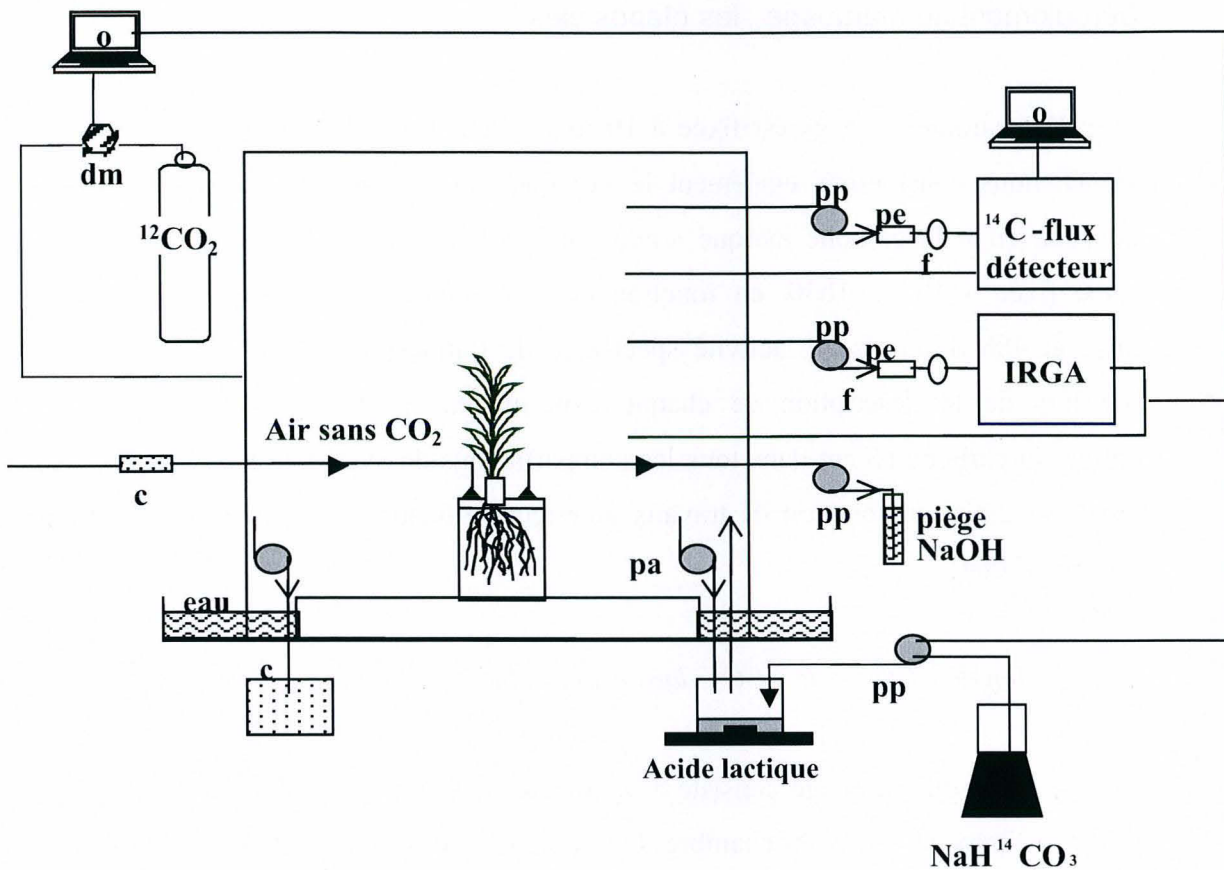 o
o
dm
¹²CO₂
pp
pe
f
¹⁴C-flux
détecteur
pp
pe
f
IRGA
Air sans CO₂
c
pp
piège
NaOH
pa
eau
c
pp
Acide lactique
NaH¹⁴CO₃